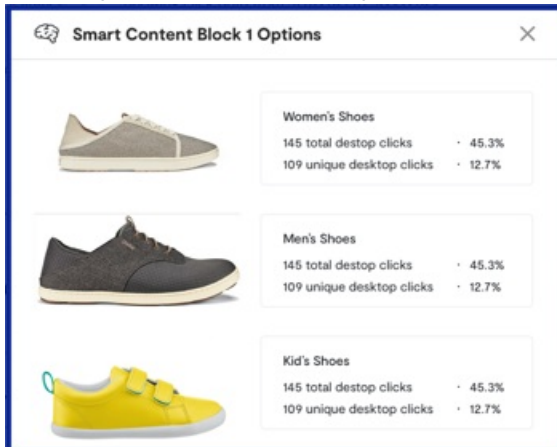 Smart Content Block 1 Options
Women's Shoes
145 total destop clicks · 45.3%
109 unique desktop clicks · 12.7%
Men's Shoes
145 total destop clicks · 45.3%
109 unique desktop clicks · 12.7%
Kid's Shoes
145 total destop clicks · 45.3%
109 unique desktop clicks · 12.7%